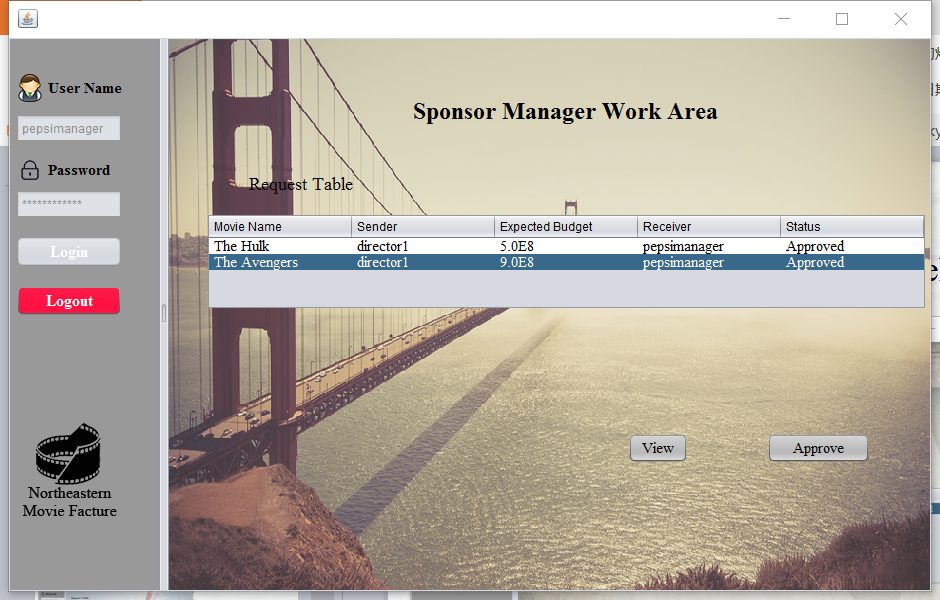 User Name
pepsimanager
Password
************
Login
Logout
Northeastern
Movie Facture
Sponsor Manager Work Area
Request Table
Movie Name Sender Expected Budget Receiver Status
The Hulk director1 5.0E8 pepsimanager Approved
The Avengers director1 9.0E8 pepsimanager Approved
View Approve